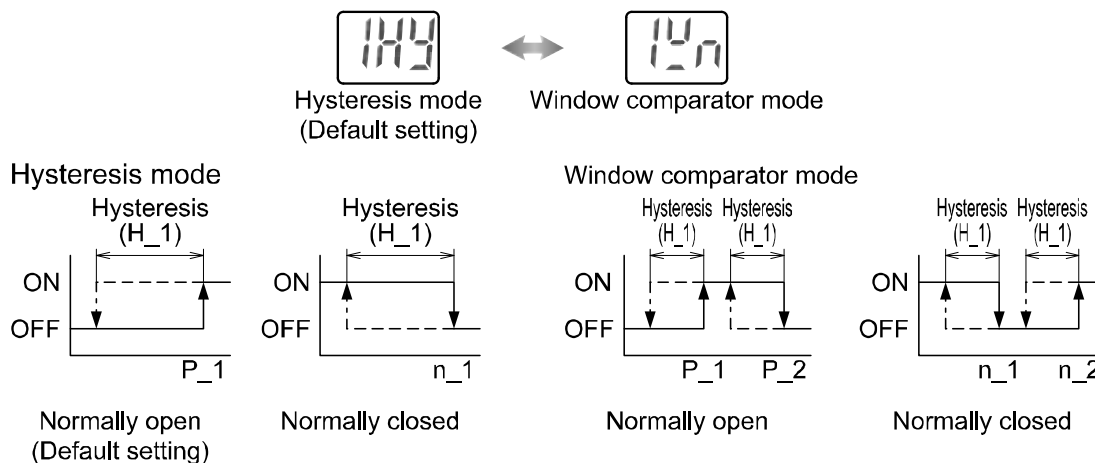 1HY
1_n
Hysteresis mode
(Default setting)
Window comparator mode
Hysteresis mode
Hysteresis
(H_1)
Hysteresis
(H_1)
ON
OFF
P_1
n_1
Normally open
(Default setting)
Normally closed
Window comparator mode
Hysteresis
(H_1)
Hysteresis
(H_1)
Hysteresis
(H_1)
Hysteresis
(H_1)
ON
OFF
ON
OFF
ON
OFF
P_1
P_2
n_1
n_2
Normally open
Normally closed